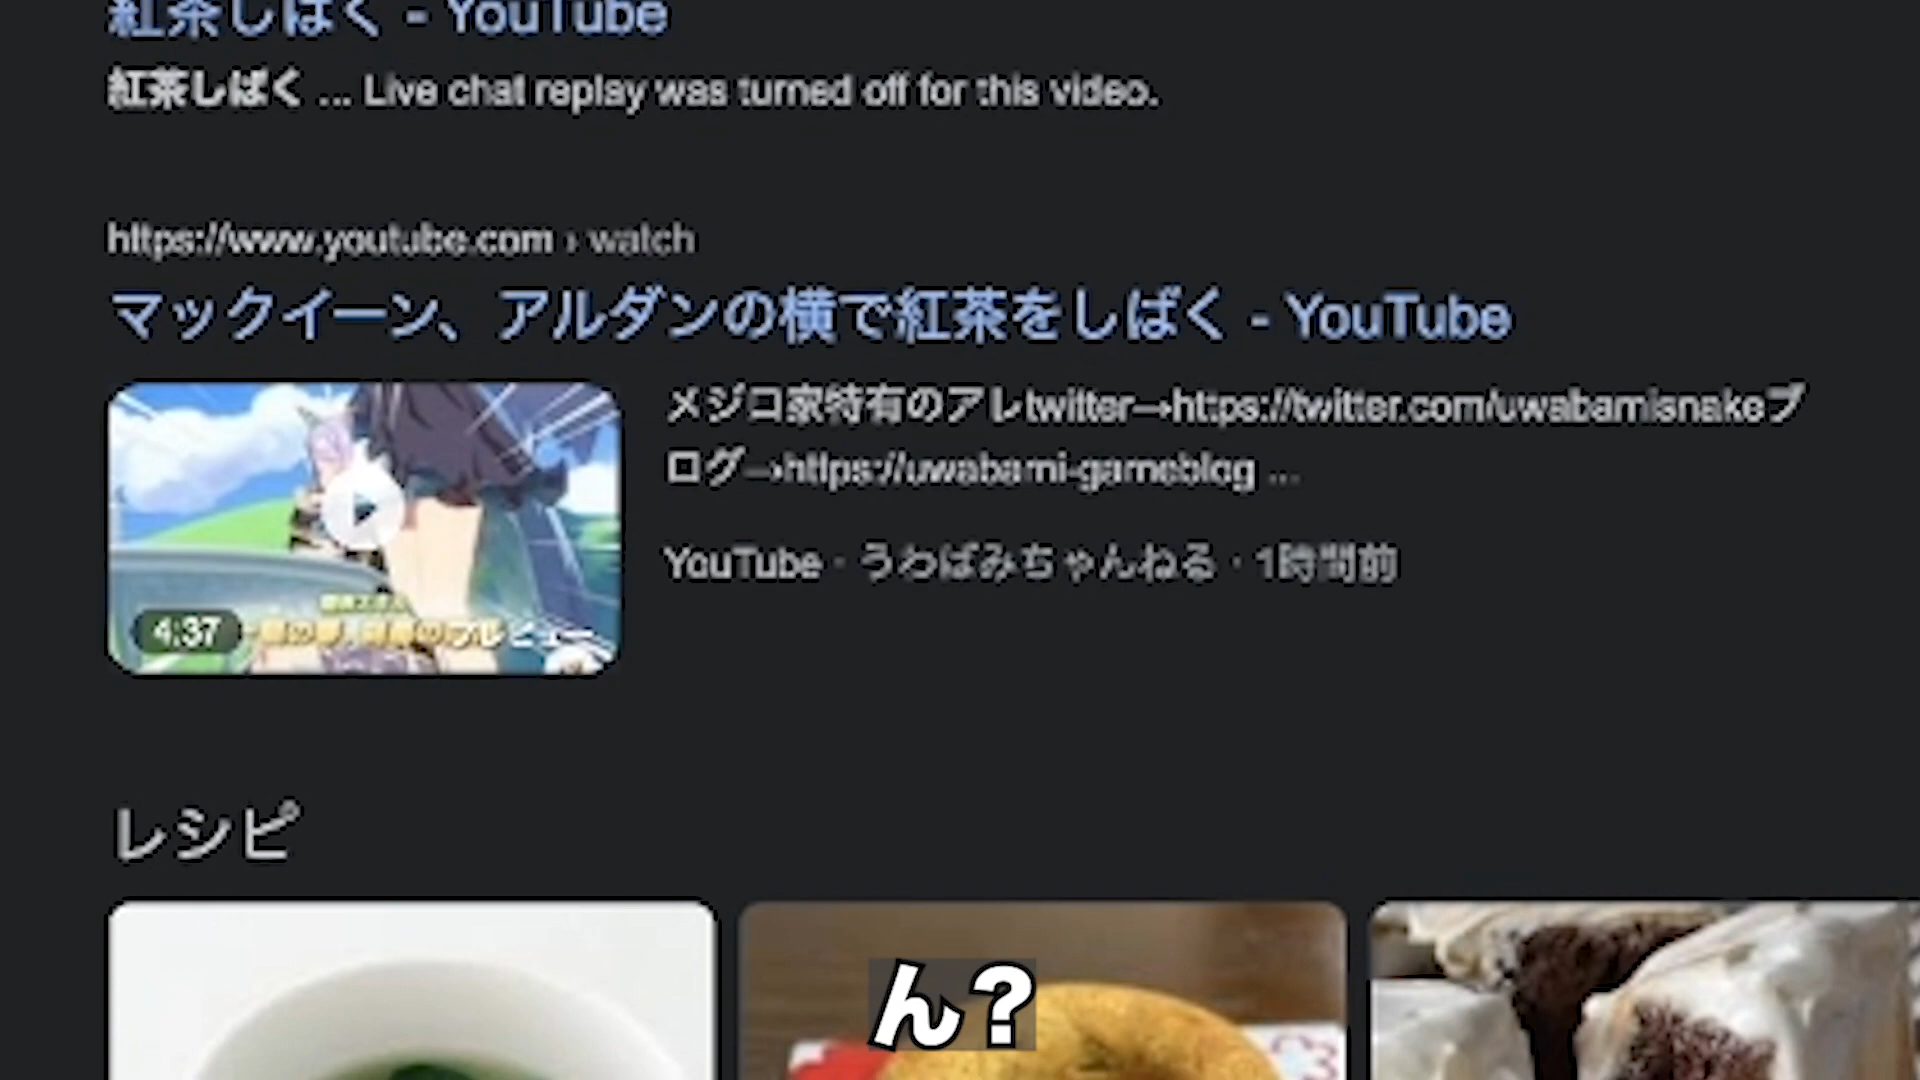 紅茶しばく - YouTube
紅茶しばく ... Live chat replay was turned off for this video.
https://www.youtube.com › watch
マックイーン、アルダンの横で紅茶をしばく - YouTube
メジロ家特有のアレtwitter→https://twitter.com/uwabamisnakeブ
ログ→https://uwabami-gameblog ...
YouTube · うわばみちゃんねる · 1時間前
4:37
プレビュー
レシピ
ん?